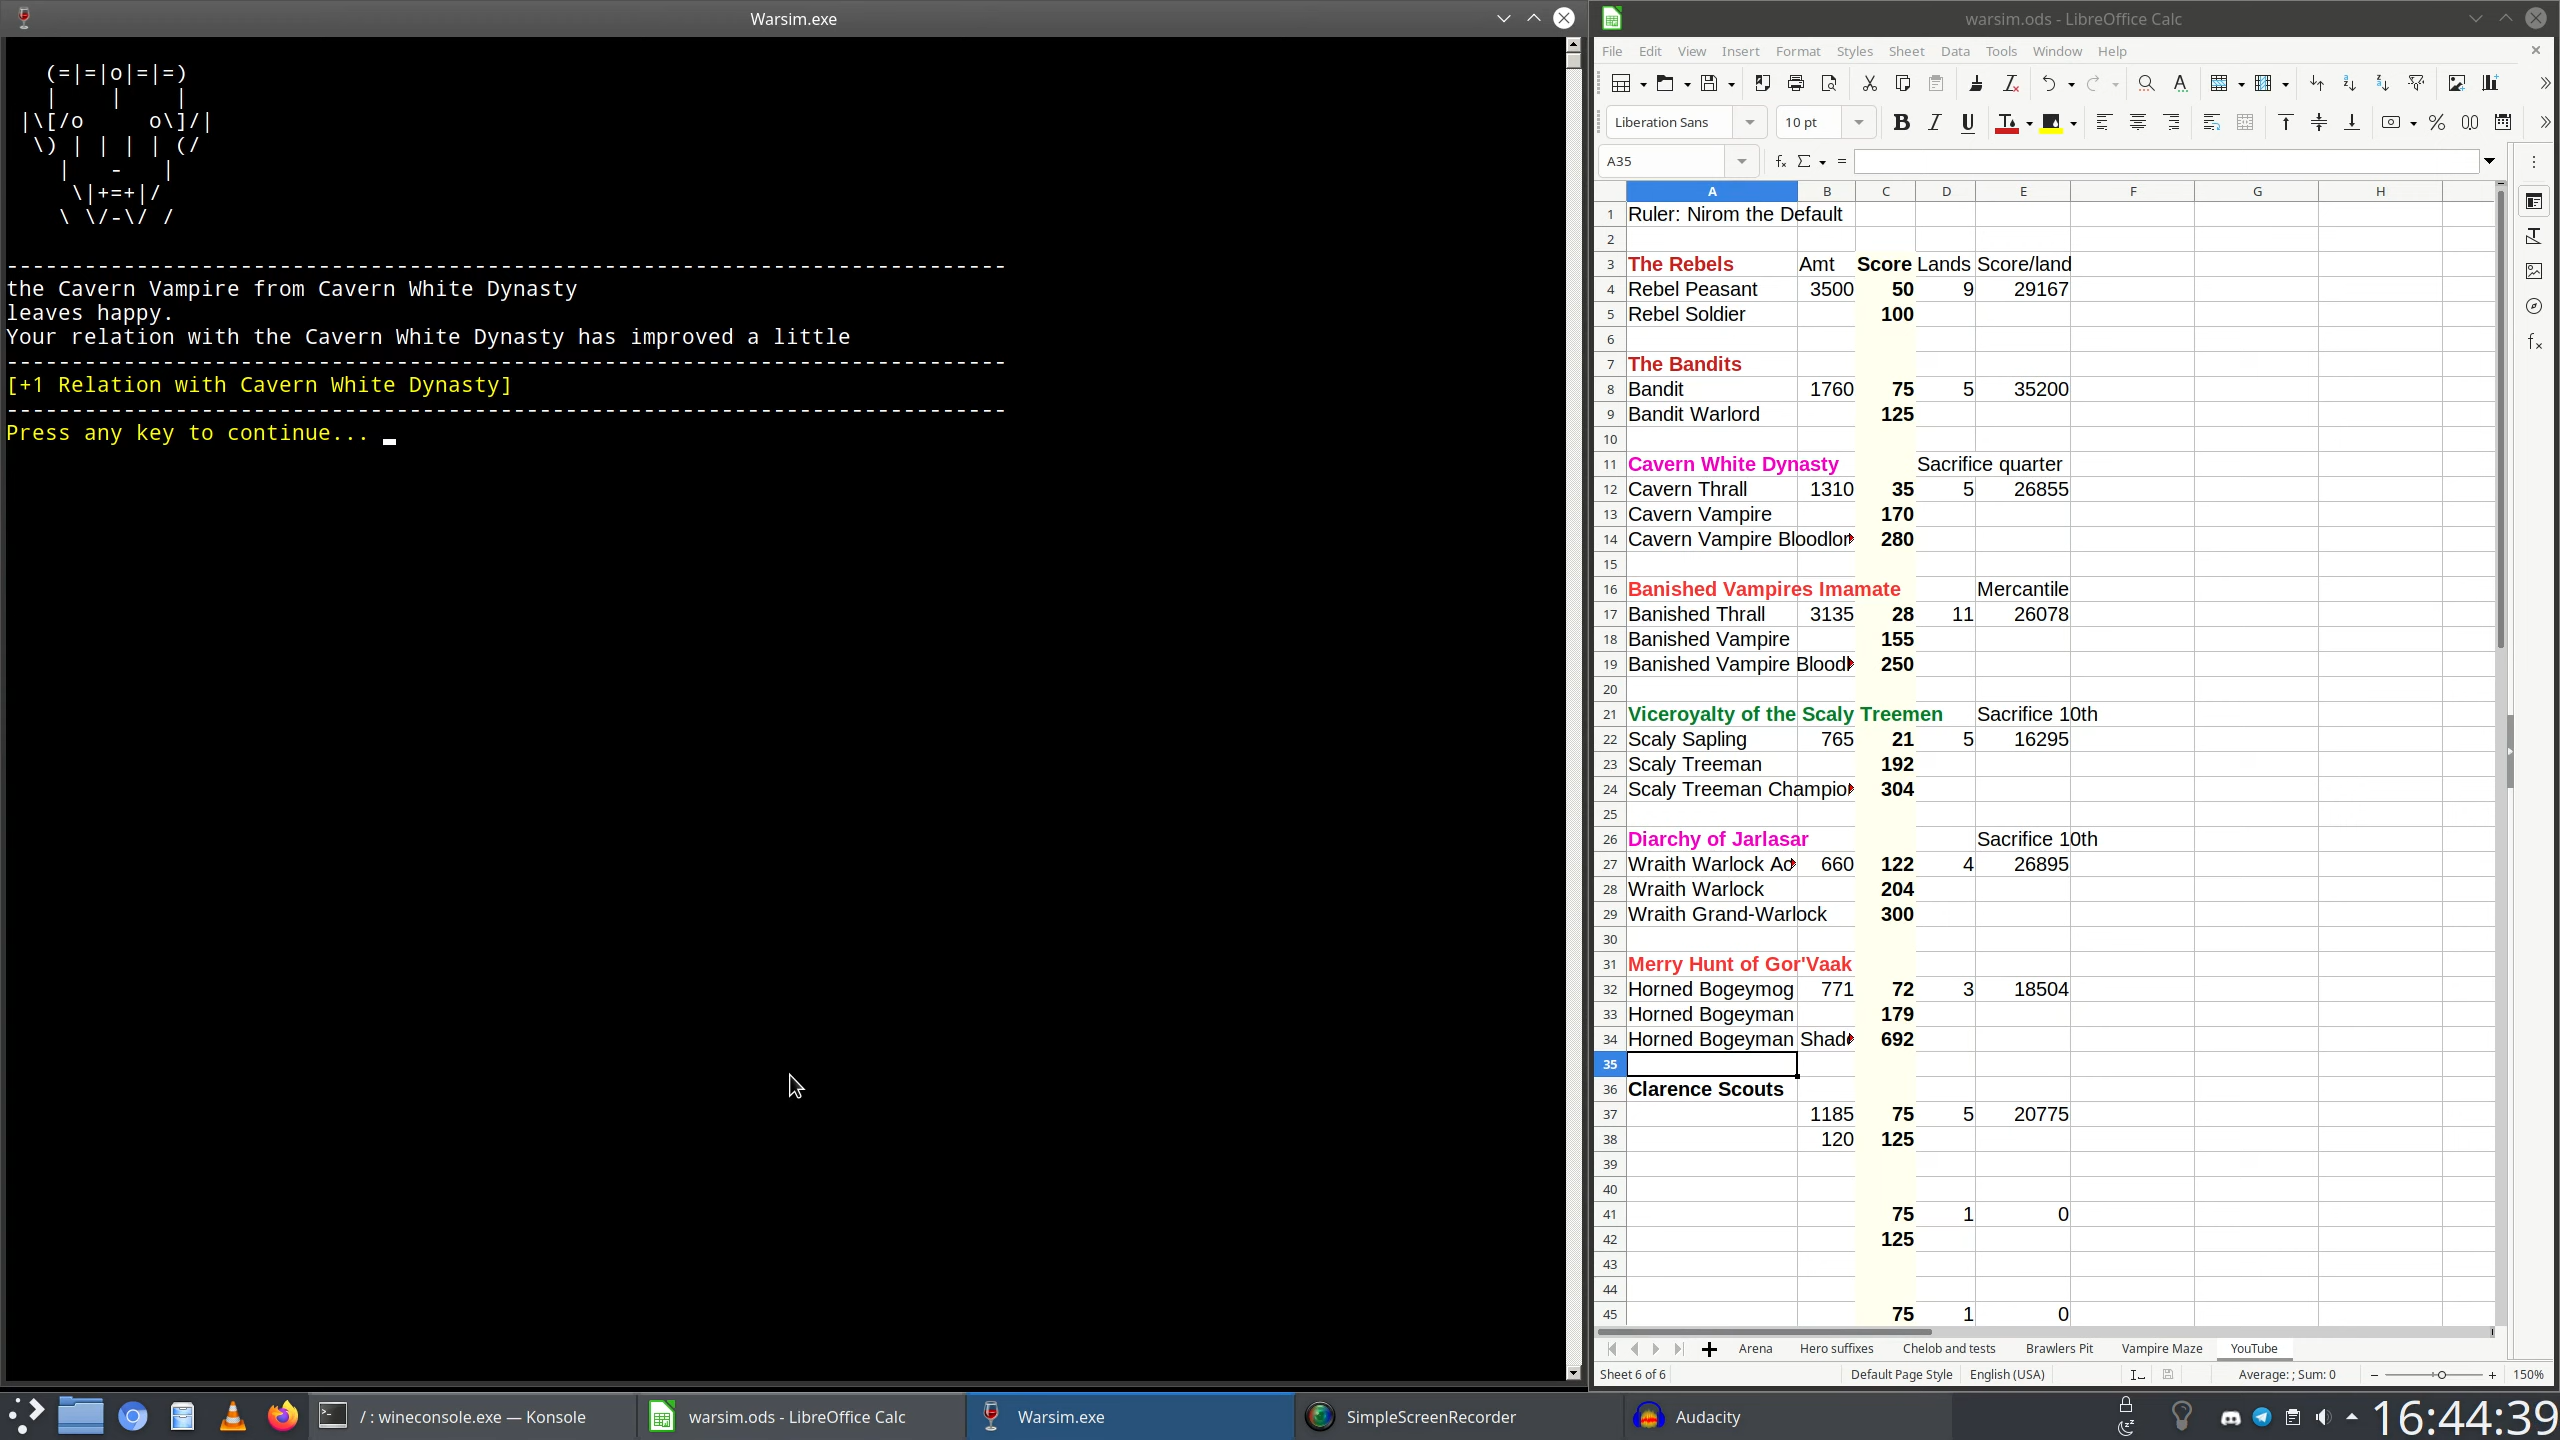 Warsim.exe
(=|=|o|=|=)
|    |    |
|\[/o     o\]/|
\) | | | | (/
|   -   |
\|+=+|/
\ \/-\/ /
------------------------------------------------------------------------------
the Cavern Vampire from Cavern White Dynasty
leaves happy.
Your relation with the Cavern White Dynasty has improved a little
------------------------------------------------------------------------------
[+1 Relation with Cavern White Dynasty]
------------------------------------------------------------------------------
Press any key to continue...
warsim.ods - LibreOffice Calc
File Edit View Insert Format Styles Sheet Data Tools Window Help
Liberation Sans 10 pt
A35
A B C D E F G H
1 Ruler: Nirom the Default
2
3 The Rebels Amt Score Lands Score/land
4 Rebel Peasant 3500 50 9 29167
5 Rebel Soldier 100
6
7 The Bandits
8 Bandit 1760 75 5 35200
9 Bandit Warlord 125
10
11 Cavern White Dynasty Sacrifice quarter
12 Cavern Thrall 1310 35 5 26855
13 Cavern Vampire 170
14 Cavern Vampire Bloodlor 280
15
16 Banished Vampires Imamate Mercantile
17 Banished Thrall 3135 28 11 26078
18 Banished Vampire 155
19 Banished Vampire Bloodl 250
20
21 Viceroyalty of the Scaly Treemen Sacrifice 10th
22 Scaly Sapling 765 21 5 16295
23 Scaly Treeman 192
24 Scaly Treeman Champio 304
25
26 Diarchy of Jarlasar Sacrifice 10th
27 Wraith Warlock Ac 660 122 4 26895
28 Wraith Warlock 204
29 Wraith Grand-Warlock 300
30
31 Merry Hunt of Gor'Vaak
32 Horned Bogeymog 771 72 3 18504
33 Horned Bogeyman 179
34 Horned Bogeyman Shad 692
35
36 Clarence Scouts
37 1185 75 5 20775
38 120 125
39
40
41 75 1 0
42 125
43
44
45 75 1 0
Arena Hero suffixes Chelob and tests Brawlers Pit Vampire Maze YouTube
Sheet 6 of 6 Default Page Style English (USA) Average: ; Sum: 0 150%
/ : wineconsole.exe — Konsole warsim.ods - LibreOffice Calc Warsim.exe SimpleScreenRecorder Audacity 16:44:39